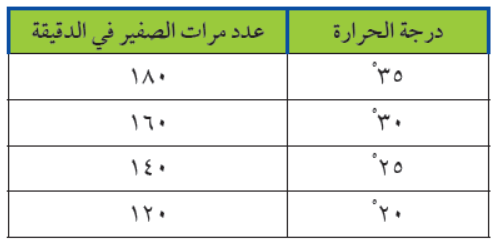 درجة الحرارة عدد مرات الصفير في الدقيقة
٣٥° ١٨٠
٣٠° ١٦٠
٢٥° ١٤٠
٢٠° ١٢٠